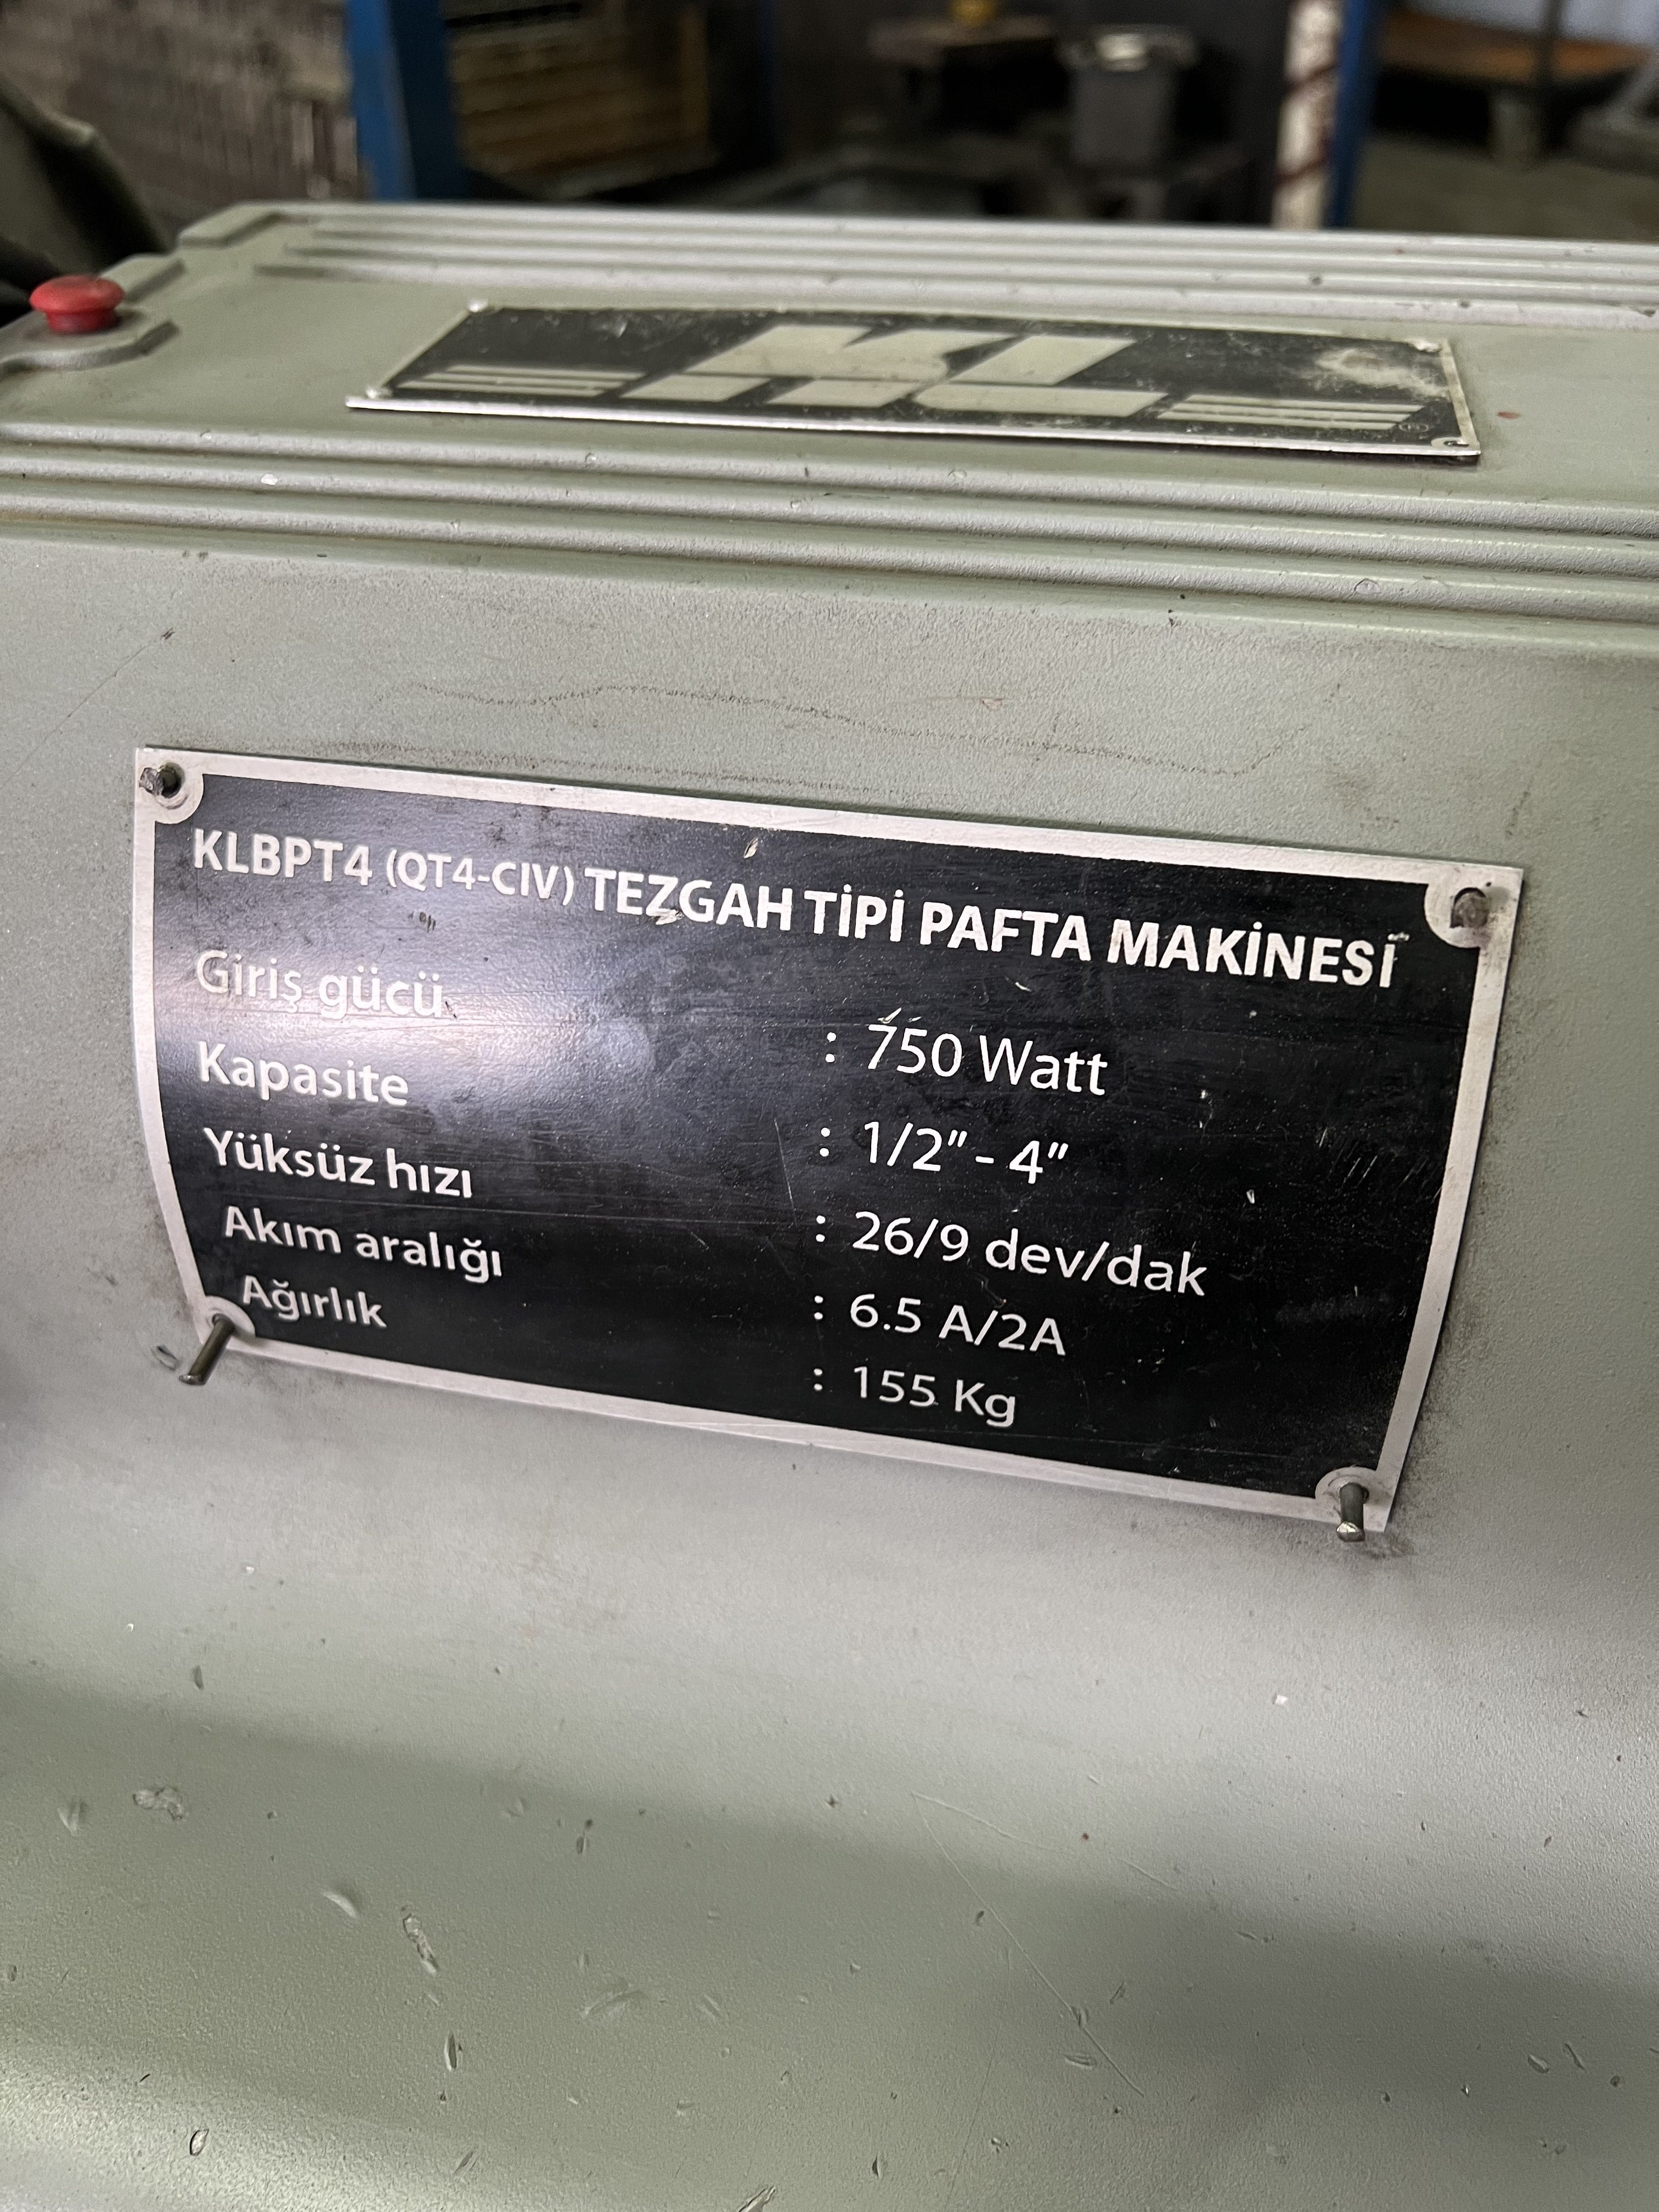 KL
KLBPT4 (QT4-CIV) TEZGAH TİPİ PAFTA MAKİNESİ
Giriş gücü : 750 Watt
Kapasite : 1/2" - 4"
Yüksüz hızı : 26/9 dev/dak
Akım aralığı : 6.5 A/2A
Ağırlık : 155 Kg